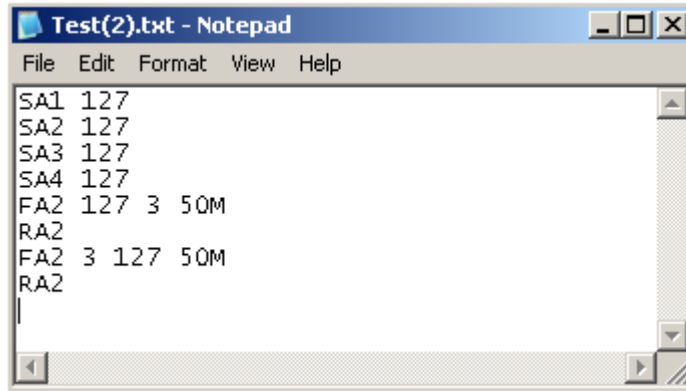 Test(2).txt - Notepad
File Edit Format View Help
SA1 127
SA2 127
SA3 127
SA4 127
FA2 127 3 50M
RA2
FA2 3 127 50M
RA2